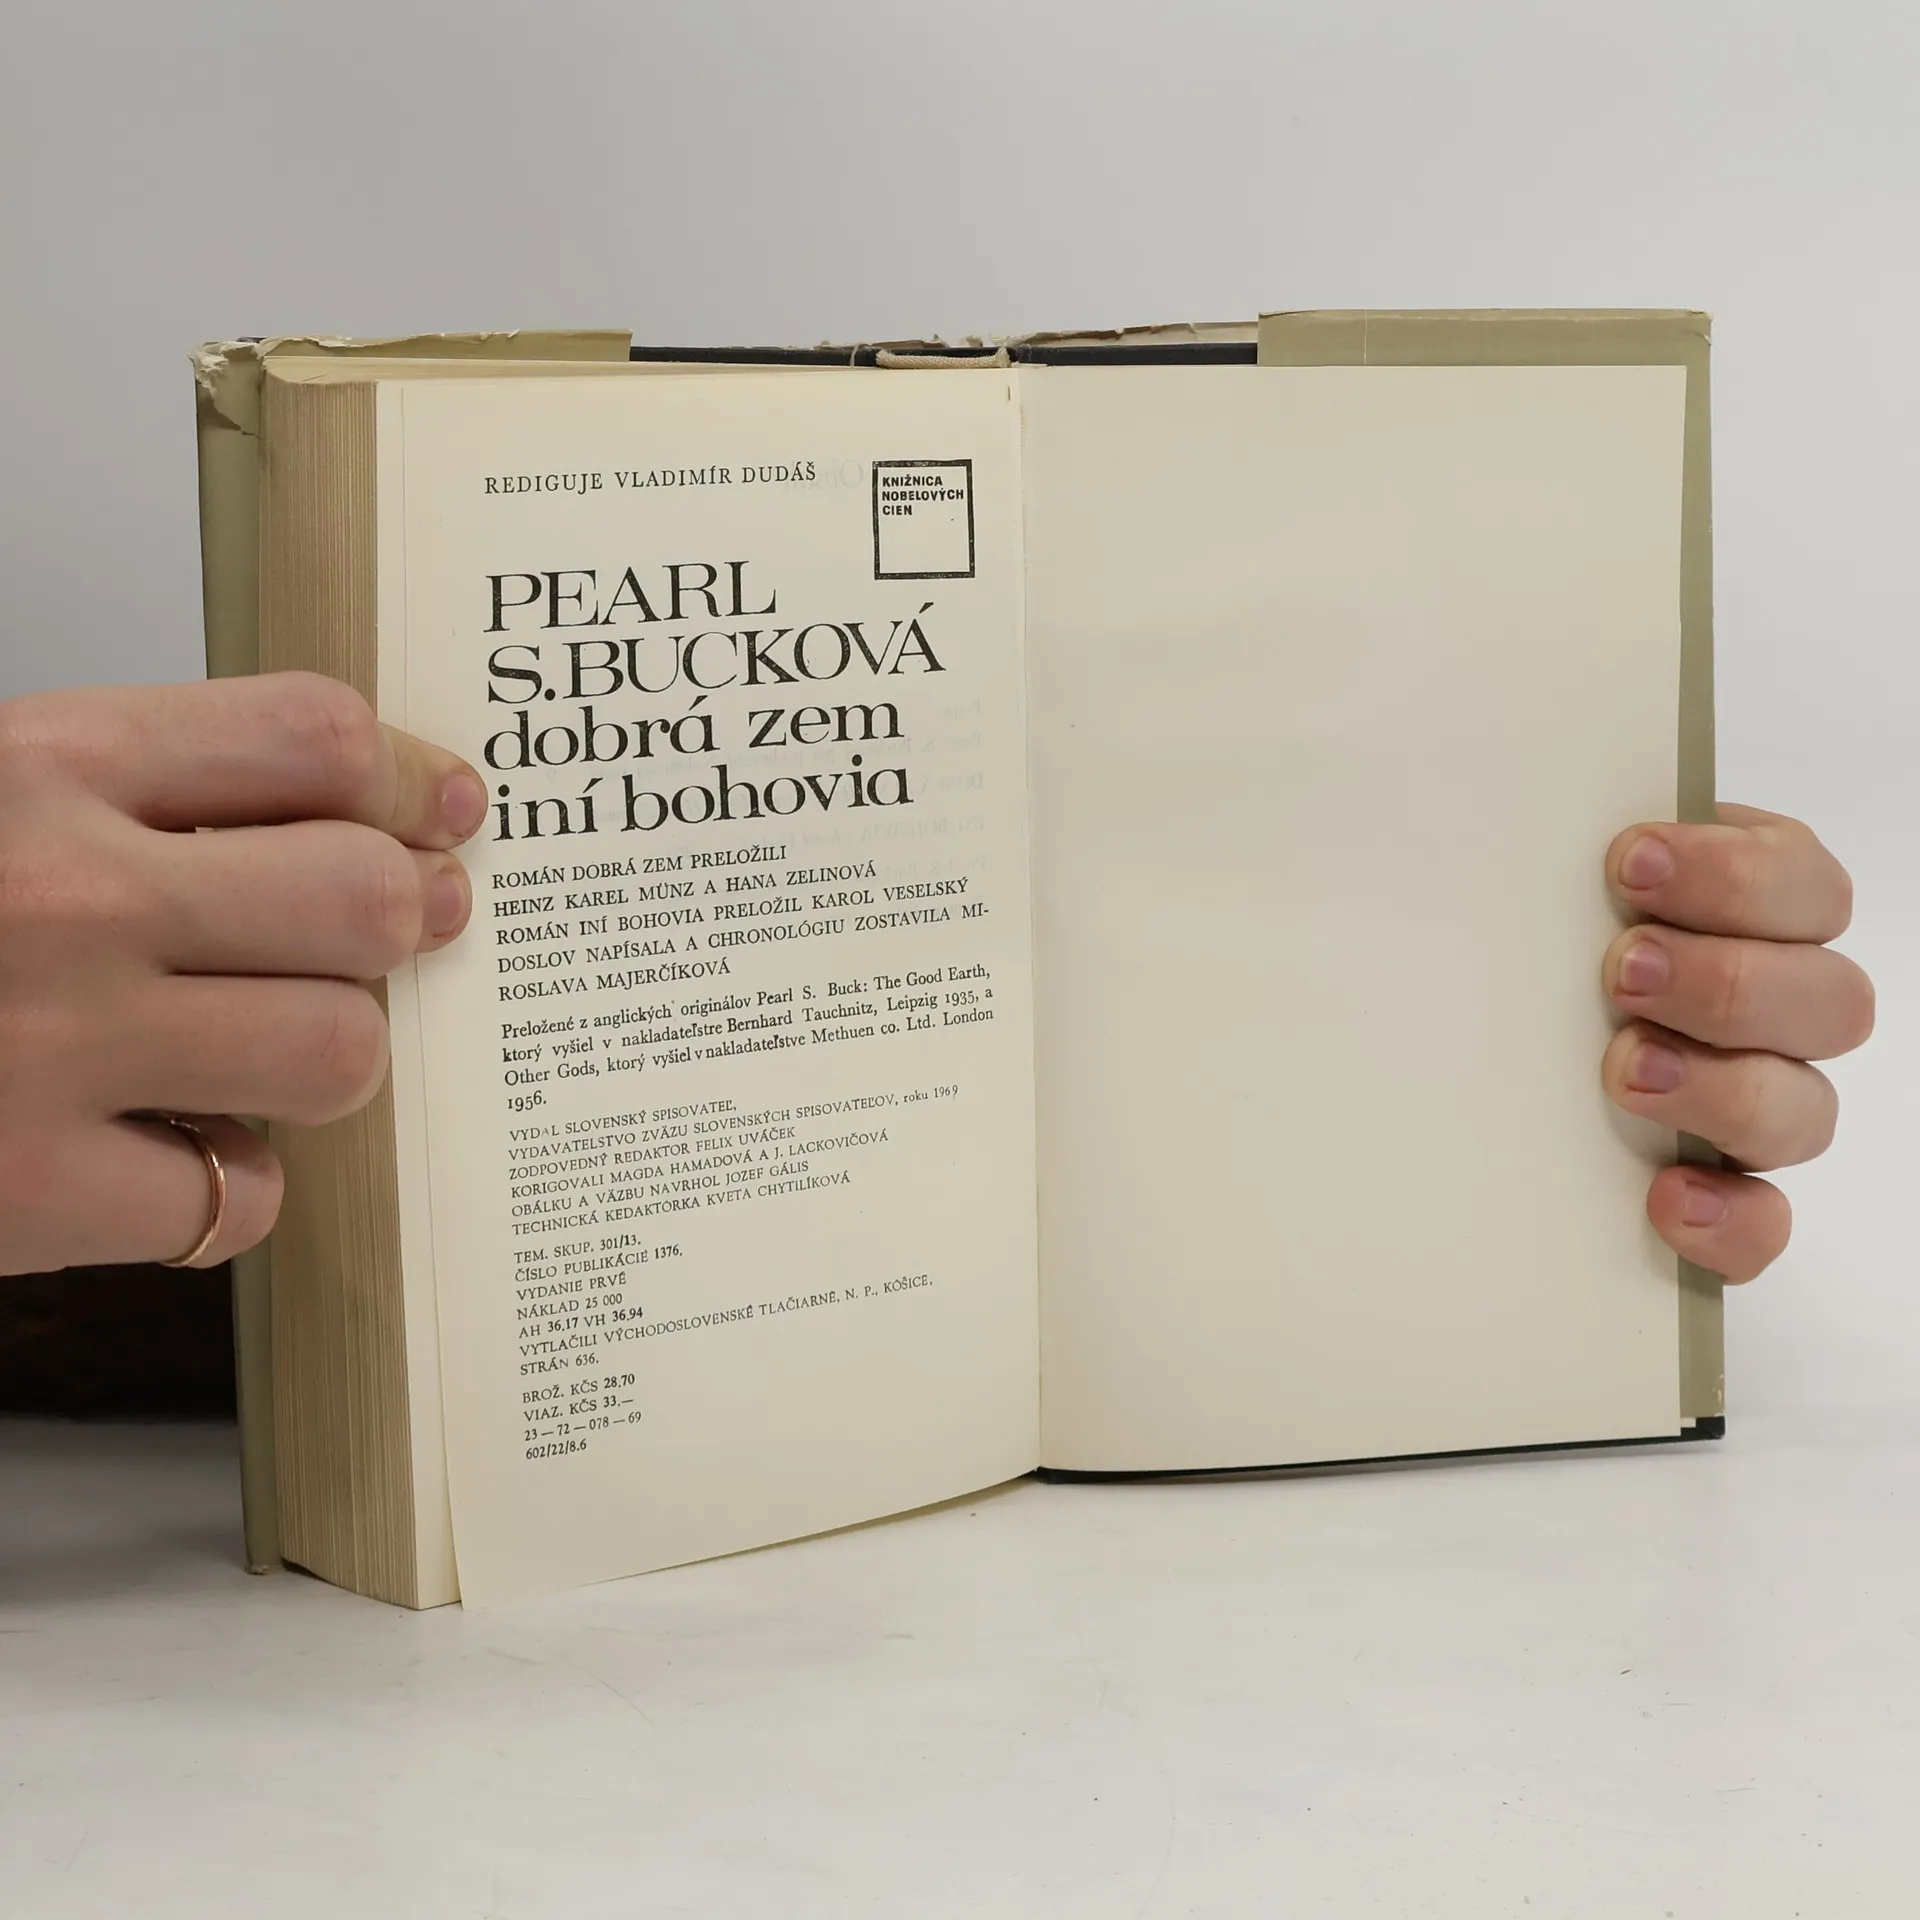 REDIGUJE VLADIMÍR DUDÁŠ
KNIŽNICA
NOBELOVÝCH
CIEN
PEARL
S. BUCKOVÁ
dobrá zem
iní bohovia
ROMÁN DOBRÁ ZEM PRELOŽILI
HEINZ KAREL MÜNZ A HANA ZELINOVÁ
ROMÁN INÍ BOHOVIA PRELOŽIL KAROL VESELSKÝ
DOSLOV NAPÍSALA A CHRONOLÓGIU ZOSTAVILA MI-
ROSLAVA MAJERČÍKOVÁ
Preložené z anglických originálov Pearl S. Buck: The Good Earth,
ktorý vyšiel v nakladateľstre Bernhard Tauchnitz, Leipzig 1935, a
Other Gods, ktorý vyšiel v nakladateľstve Methuen co. Ltd. London
1956.
VYDAL SLOVENSKÝ SPISOVATEĽ,
VYDAVATELSTVO ZVÄZU SLOVENSKÝCH SPISOVATEĽOV, roku 1969
ZODPOVEDNÝ REDAKTOR FELIX UVÁČEK
KORIGOVALI MAGDA HAMADOVÁ A J. LACKOVIČOVÁ
OBÁLKU A VÄZBU NAVRHOL JOZEF GÁLIS
TECHNICKÁ KEDAKTORKA KVETA CHYTILÍKOVÁ
TEM. SKUP. 301/13.
ČÍSLO PUBLIKÁCIE 1376.
VYDANIE PRVÉ
NÁKLAD 25 000
AH 36,17 VH 36,94
VYTLAČILI VÝCHODOSLOVENSKÉ TLAČIARNE, N. P., KOŠICE,
STRÁN 636.
BROŽ. KČS 28,70
VIAZ. KČS 33,—
23 — 72 — 078 — 69
602/22/8.6